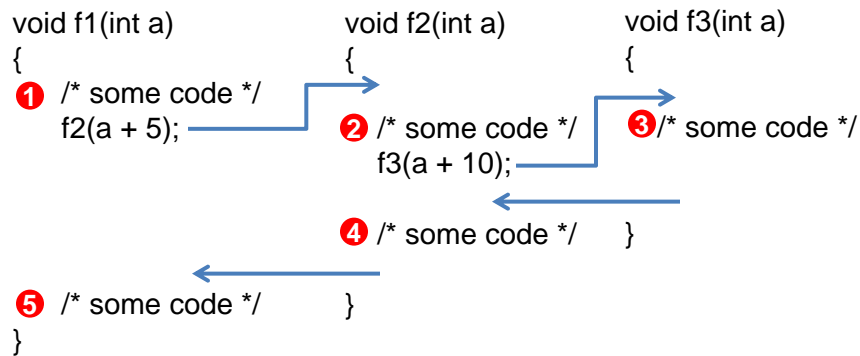 void f1(int a)
{
1 /* some code */
f2(a + 5);
5 /* some code */
}
void f2(int a)
{
2 /* some code */
f3(a + 10);
4 /* some code */
}
void f3(int a)
{
3 /* some code */
}